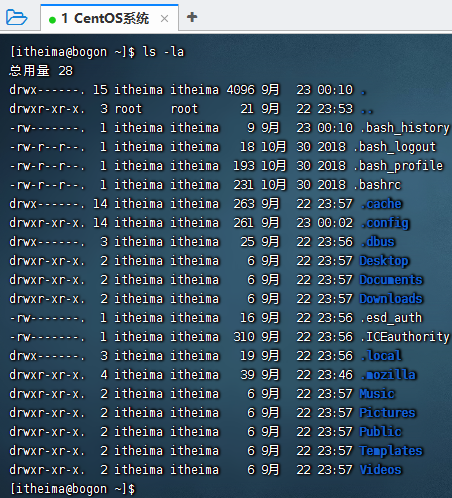 1 CentOS系统 × +
[itheima@bogon ~]$ ls -la
总用量 28
drwx------. 15 itheima itheima 4096 9月  23 00:10 .
drwxr-xr-x.  3 root    root      21 9月  22 23:53 ..
-rw-------.  1 itheima itheima    9 9月  23 00:10 .bash_history
-rw-r--r--.  1 itheima itheima   18 10月 30 2018 .bash_logout
-rw-r--r--.  1 itheima itheima  193 10月 30 2018 .bash_profile
-rw-r--r--.  1 itheima itheima  231 10月 30 2018 .bashrc
drwx------. 14 itheima itheima  263 9月  22 23:57 .cache
drwxr-xr-x. 14 itheima itheima  261 9月  23 00:02 .config
drwx------.  3 itheima itheima   25 9月  22 23:56 .dbus
drwxr-xr-x.  2 itheima itheima    6 9月  22 23:57 Desktop
drwxr-xr-x.  2 itheima itheima    6 9月  22 23:57 Documents
drwxr-xr-x.  2 itheima itheima    6 9月  22 23:57 Downloads
-rw-------.  1 itheima itheima   16 9月  22 23:56 .esd_auth
-rw-------.  1 itheima itheima  310 9月  22 23:56 .ICEauthority
drwx------.  3 itheima itheima   19 9月  22 23:56 .local
drwxr-xr-x.  4 itheima itheima   39 9月  22 23:46 .mozilla
drwxr-xr-x.  2 itheima itheima    6 9月  22 23:57 Music
drwxr-xr-x.  2 itheima itheima    6 9月  22 23:57 Pictures
drwxr-xr-x.  2 itheima itheima    6 9月  22 23:57 Public
drwxr-xr-x.  2 itheima itheima    6 9月  22 23:57 Templates
drwxr-xr-x.  2 itheima itheima    6 9月  22 23:57 Videos
[itheima@bogon ~]$